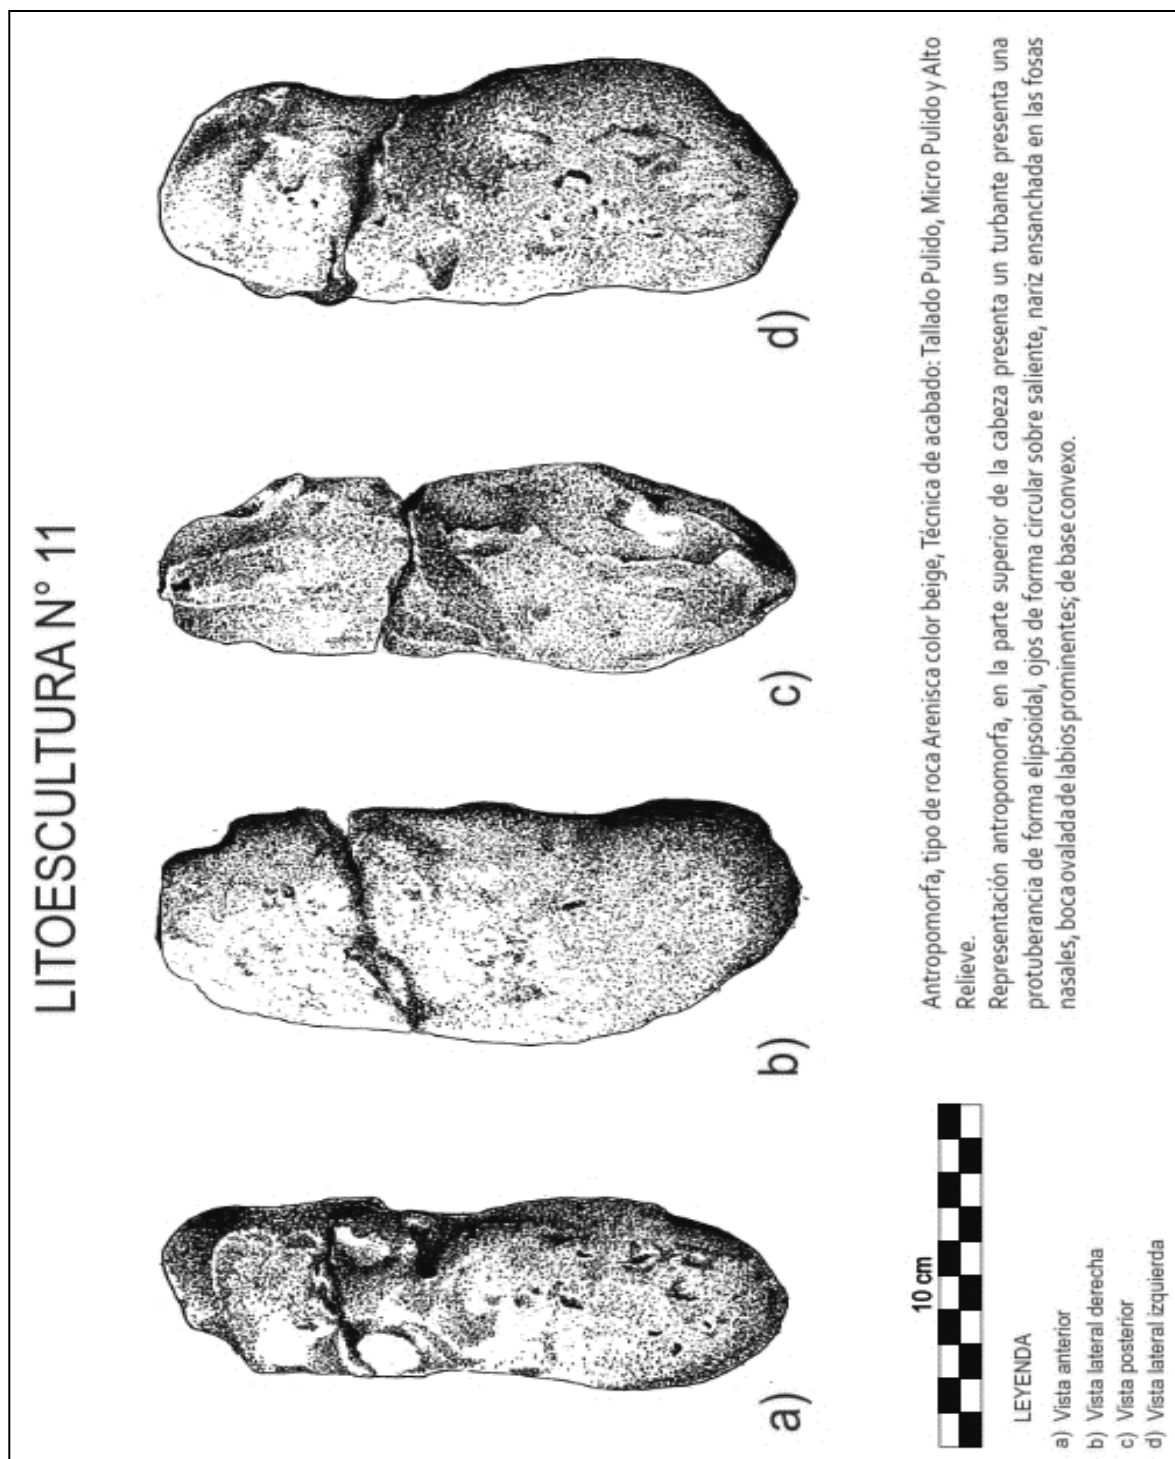 LITOESCULTURA N° 11
a)
b)
c)
d)
10 cm
LEYENDA
a) Vista anterior
b) Vista lateral derecha
c) Vista posterior
d) Vista lateral izquierda
Antropomorfa, tipo de roca Arenisca color beige, Técnica de acabado: Tallado Pulido, Micro Pulido y Alto
Relieve.
Representación antropomorfa, en la parte superior de la cabeza presenta un turbante presenta una
protuberancia de forma elipsoidal, ojos de forma circular sobre saliente, nariz ensanchada en las fosas
nasales, boca ovalada de labios prominentes; de base convexo.